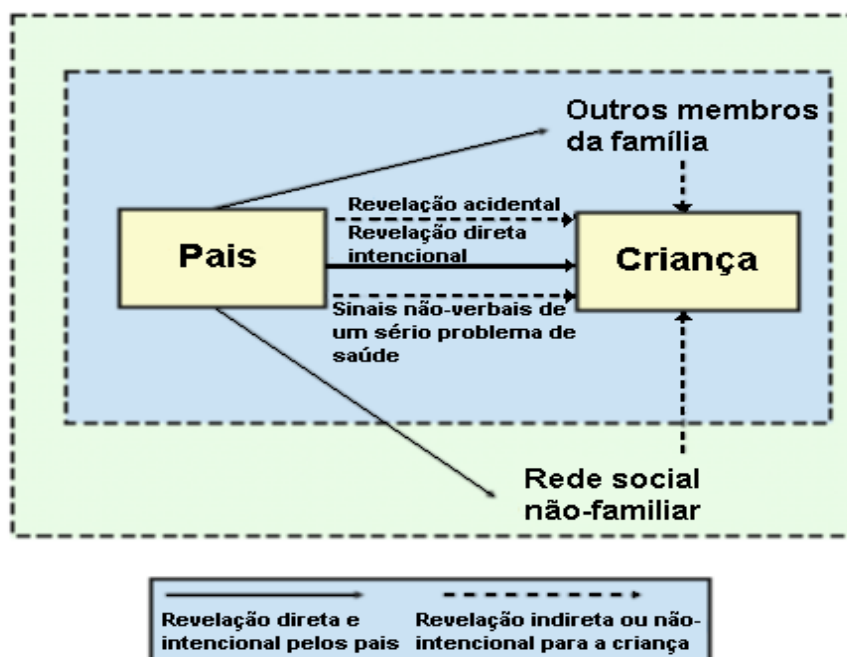 Outros membros
da família
Revelação acidental
Revelação direta
intencional
Pais
Criança
Sinais não-verbais de
um sério problema de
saúde
Rede social
não-familiar
Revelação direta e
intencional pelos pais
Revelação indireta ou não-
intencional para a criança